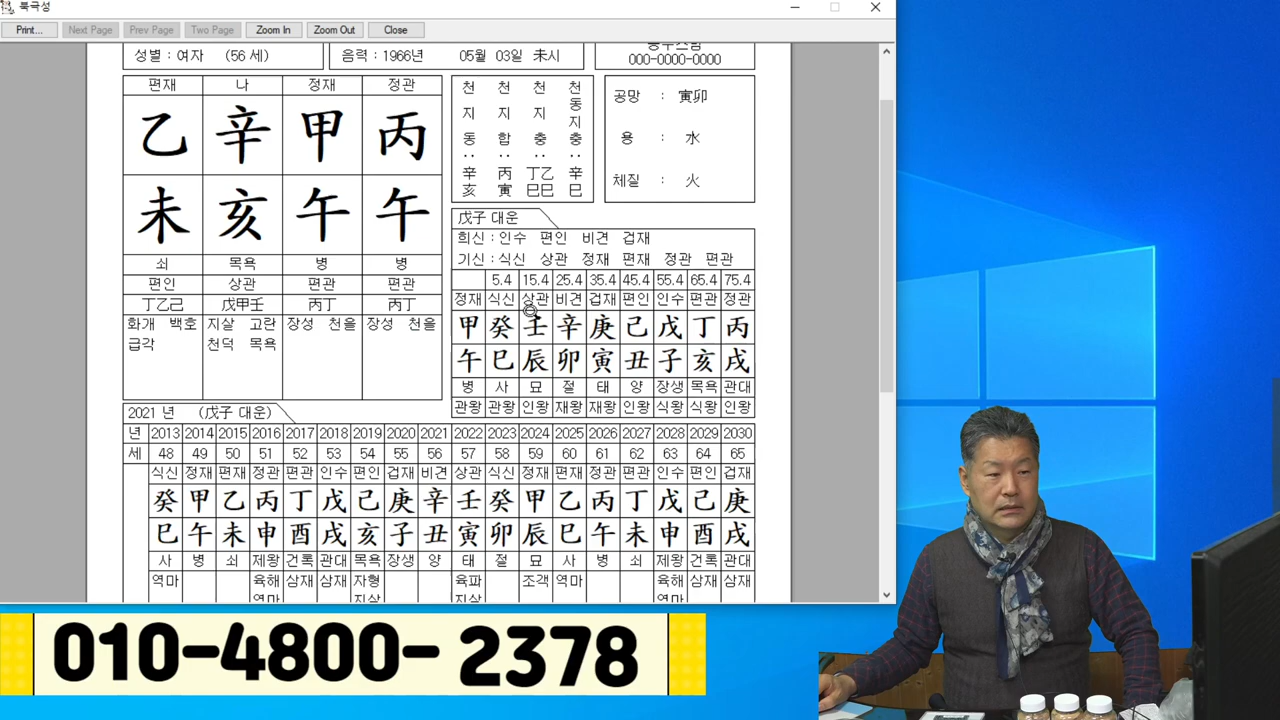 북극성
Print... Next Page Prev Page Two Page Zoom In Zoom Out Close
성별 : 여자 (56 세) 음력 : 1966년 05월 03일 未시
000-0000-0000
편재 나 정재 정관
乙 辛 甲 丙
未 亥 午 午
쇠 목욕 병 병
편인 상관 편관 편관
丁乙己 戊甲壬 丙丁 丙丁
화개 백호 지살 고란 장성 천을 장성 천을
급각 천덕 목욕
천 천 천 천
지 지 지 동
동 합 충 지
충
: : : :
辛 丙 丁乙 辛
亥 寅 巳巳 巳
공망 : 寅卯
용 : 水
체질 : 火
戊子 대운
희신 : 인수 편인 비견 겁재
기신 : 식신 상관 정재 편재 정관 편관
5.4 15.4 25.4 35.4 45.4 55.4 65.4 75.4
정재 식신 상관 비견 겁재 편인 인수 편관 정관
甲 癸 壬 辛 庚 己 戊 丁 丙
午 巳 辰 卯 寅 丑 子 亥 戌
병 사 묘 절 태 양 장생 목욕 관대
관왕 관왕 인왕 재왕 재왕 인왕 식왕 식왕 인왕
2021 년 (戊子 대운)
년 2013 2014 2015 2016 2017 2018 2019 2020 2021 2022 2023 2024 2025 2026 2027 2028 2029 2030
세 48 49 50 51 52 53 54 55 56 57 58 59 60 61 62 63 64 65
식신 정재 편재 정관 편관 인수 편인 겁재 비견 상관 식신 정재 편재 정관 편관 인수 편인 겁재
癸 甲 乙 丙 丁 戊 己 庚 辛 壬 癸 甲 乙 丙 丁 戊 己 庚
巳 午 未 申 酉 戌 亥 子 丑 寅 卯 辰 巳 午 未 申 酉 戌
사 병 쇠 제왕 건록 관대 목욕 장생 양 태 절 묘 사 병 쇠 제왕 건록 관대
역마 육해 삼재 삼재 자형 육파 조객 역마 육해 삼재 삼재
010-4800-2378